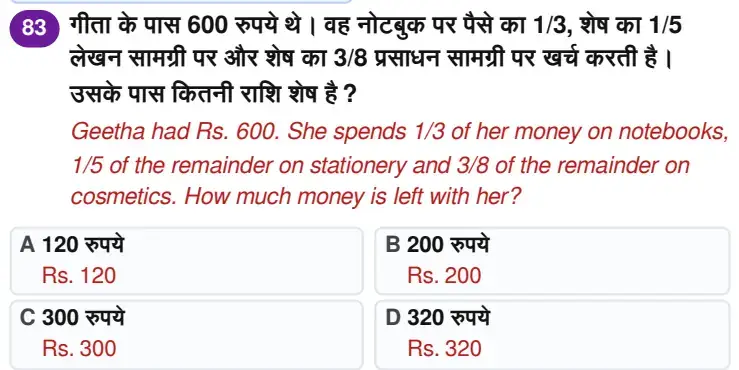 83 गीता के पास 600 रुपये थे। वह नोटबुक पर पैसे का 1/3, शेष का 1/5
लेखन सामग्री पर और शेष का 3/8 प्रसाधन सामग्री पर खर्च करती है।
उसके पास कितनी राशि शेष है?
Geetha had Rs. 600. She spends 1/3 of her money on notebooks,
1/5 of the remainder on stationery and 3/8 of the remainder on
cosmetics. How much money is left with her?
A 120 रुपये
Rs. 120
B 200 रुपये
Rs. 200
C 300 रुपये
Rs. 300
D 320 रुपये
Rs. 320